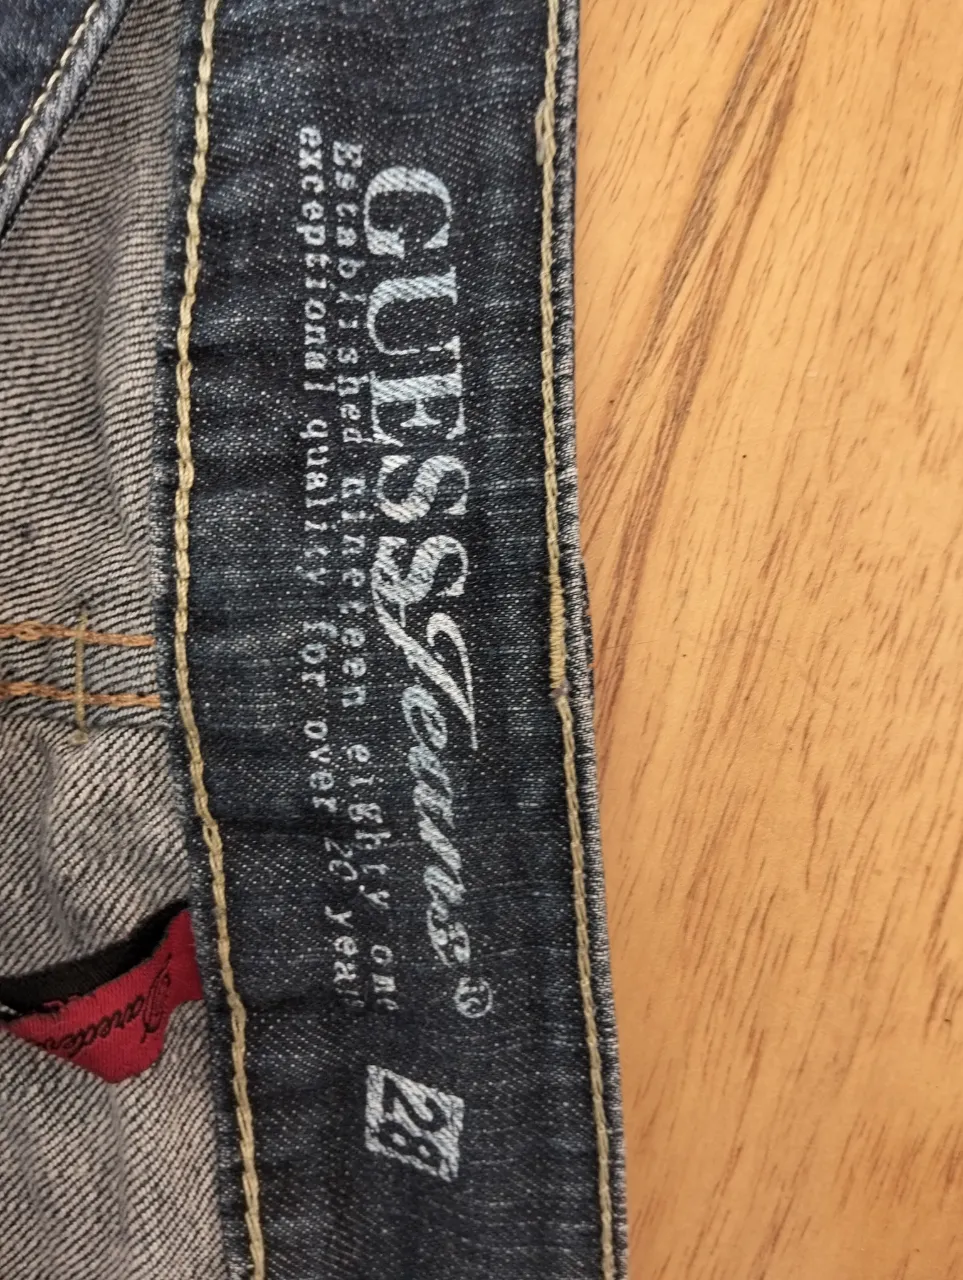 GUESS Jeans®
Established nineteen eighty one
exceptional quality for over 20 year
28